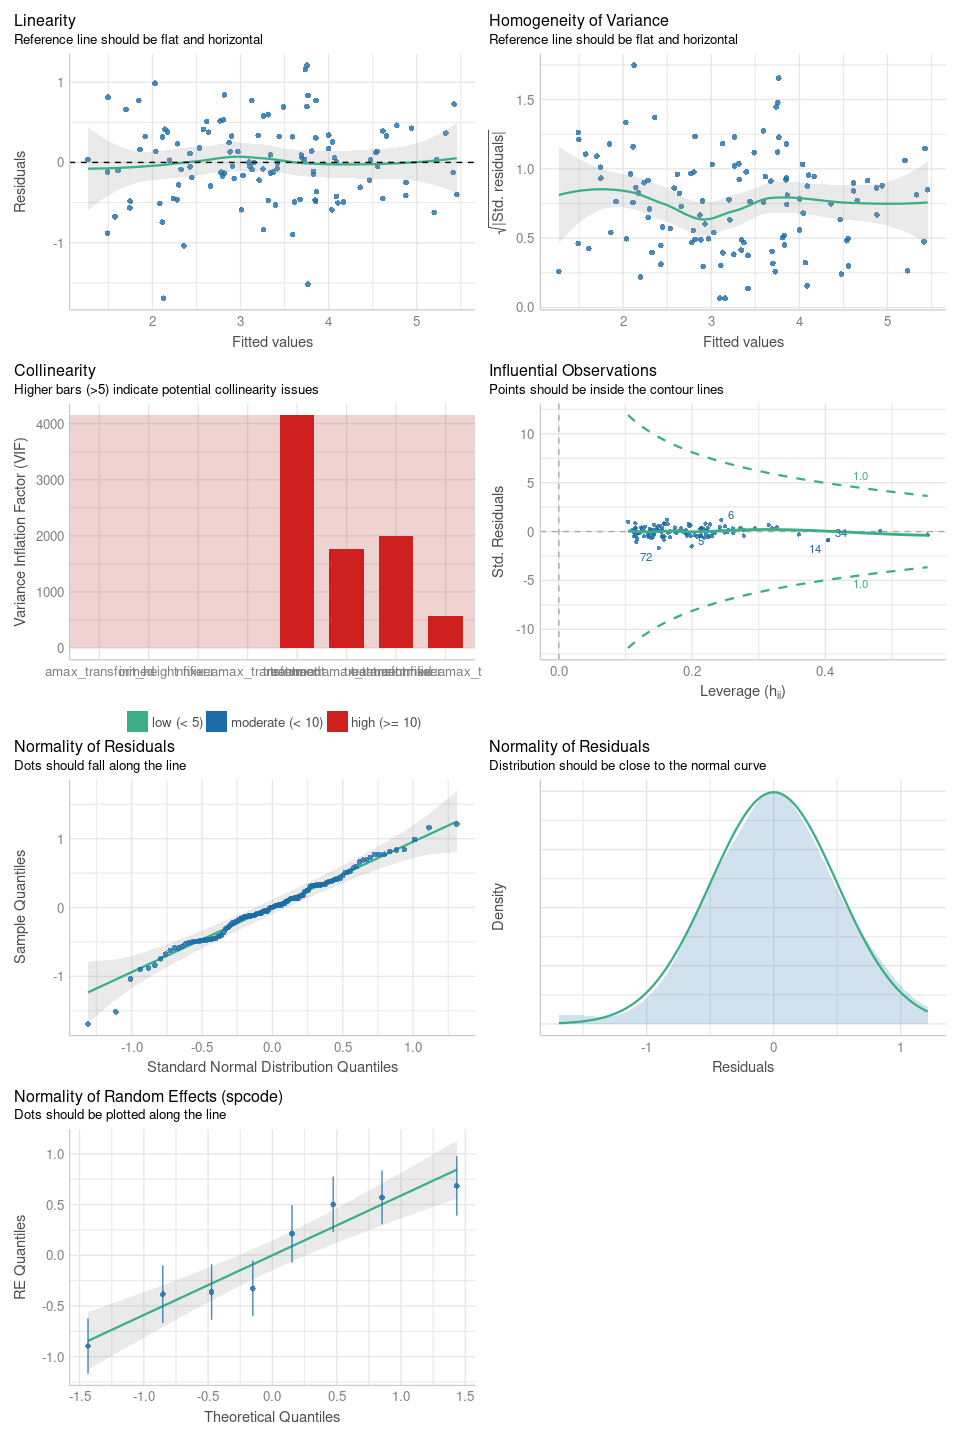 Linearity
Reference line should be flat and horizontal
1
0
-1
Residuals
2 3 4 5
Fitted values
Homogeneity of Variance
Reference line should be flat and horizontal
1.5
1.0
0.5
0.0
√|Std. residuals|
2 3 4 5
Fitted values
Collinearity
Higher bars (>5) indicate potential collinearity issues
4000
3000
2000
1000
0
Variance Inflation Factor (VIF)
low (< 5) moderate (< 10) high (>= 10)
Influential Observations
Points should be inside the contour lines
10
5
0
-5
-10
Std. Residuals
1.0
6
34
5
14
72
1.0
0.0 0.2 0.4
Leverage (hii)
Normality of Residuals
Dots should fall along the line
1
0
-1
Sample Quantiles
-1.0 -0.5 0.0 0.5 1.0
Standard Normal Distribution Quantiles
Normality of Residuals
Distribution should be close to the normal curve
Density
-1 0 1
Residuals
Normality of Random Effects (spcode)
Dots should be plotted along the line
1.0
0.5
0.0
-0.5
-1.0
RE Quantiles
-1.5 -1.0 -0.5 0.0 0.5 1.0 1.5
Theoretical Quantiles